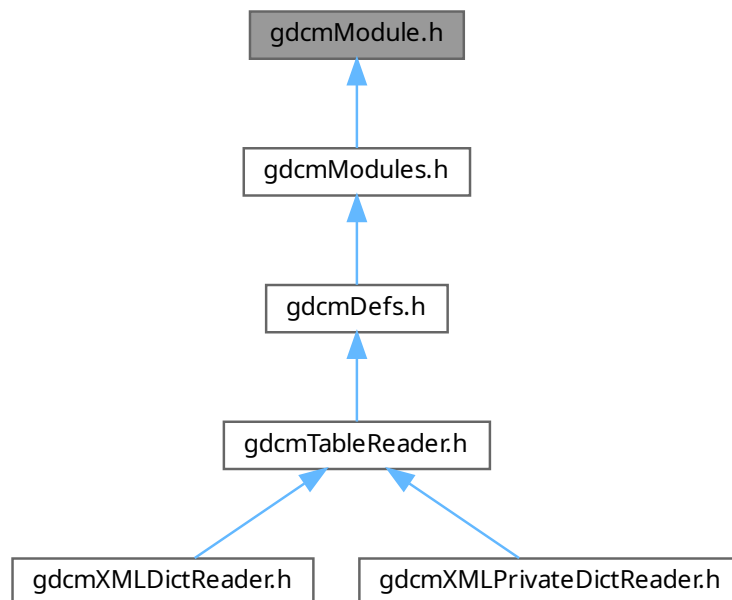 gdcmModule.h
gdcmModules.h
gdcmDefs.h
gdcmTableReader.h
gdcmXMLDictReader.h
gdcmXMLPrivateDictReader.h